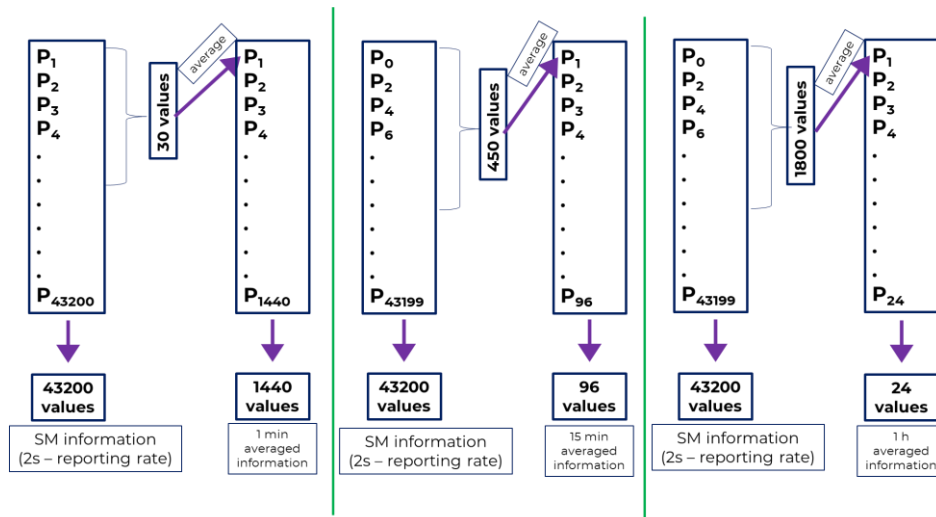 P1
P2
P3
P4
.
.
.
.
.
.
P43200
30 values
average
P1
P2
P3
P4
.
.
.
.
.
.
P1440
43200
values
SM information
(2s – reporting rate)
1440
values
1 min
averaged
information
P0
P2
P4
P6
.
.
.
.
.
.
P43199
450 values
average
P1
P2
P3
P4
.
.
.
.
.
.
P96
43200
values
SM information
(2s – reporting rate)
96
values
15 min
averaged
information
P0
P2
P4
P6
.
.
.
.
.
.
P43199
1800 values
average
P1
P2
P3
P4
.
.
.
.
.
.
P24
43200
values
SM information
(2s – reporting rate)
24
values
1 h
averaged
information